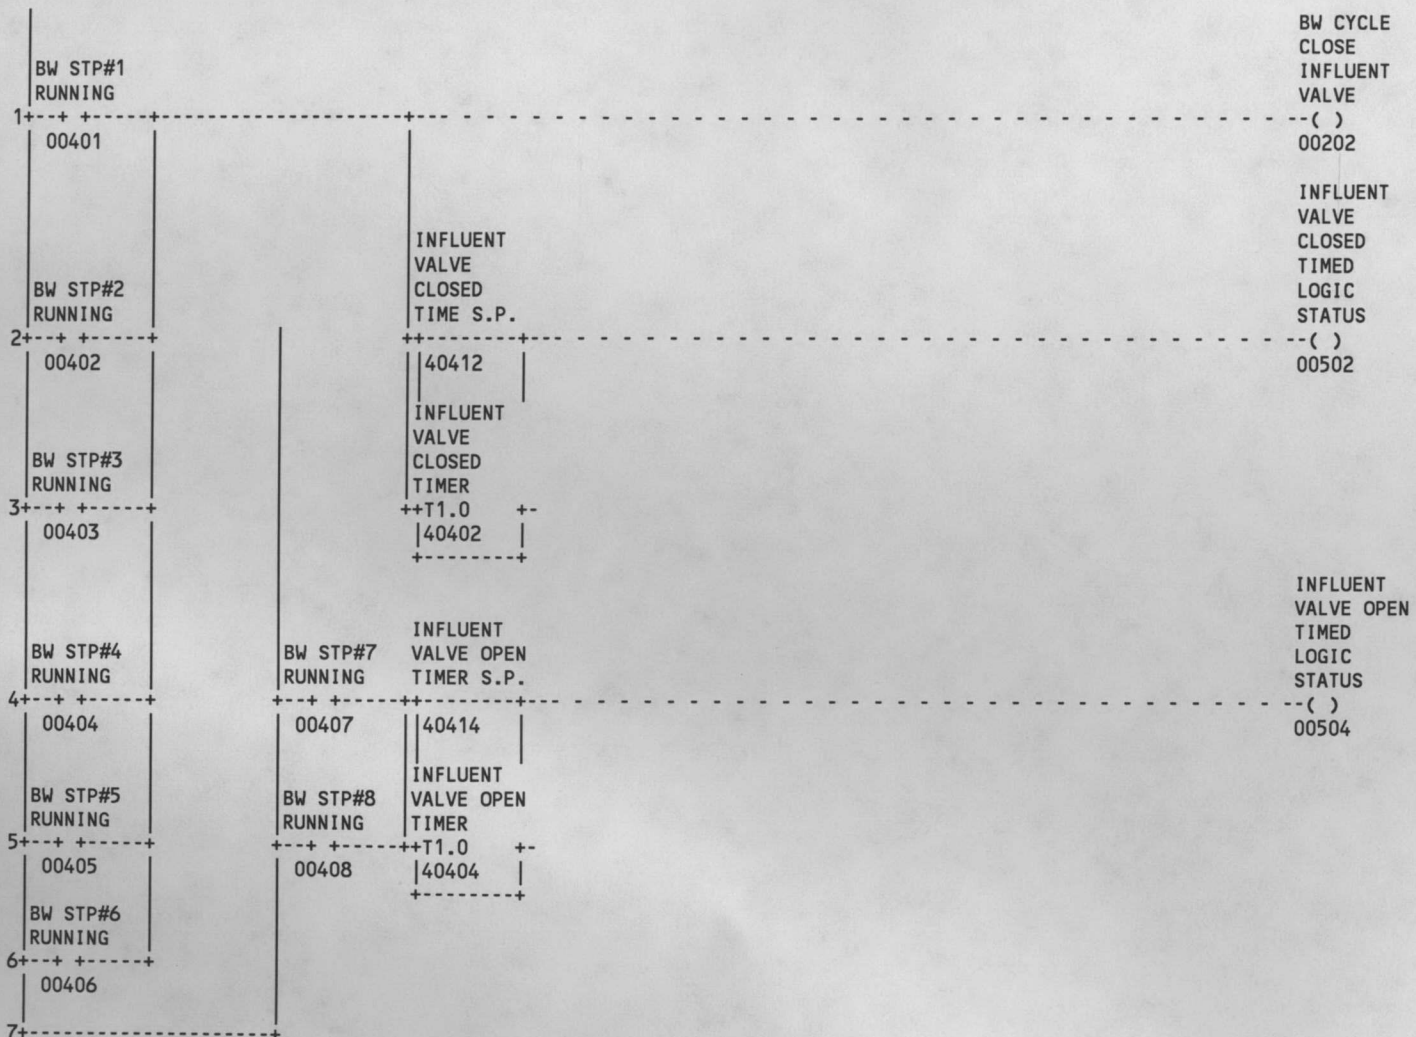 BW CYCLE
CLOSE
INFLUENT
VALVE
BW STP#1
RUNNING
1
( )
00401
00202
INFLUENT
VALVE
CLOSED
TIMED
LOGIC
STATUS
INFLUENT
VALVE
CLOSED
TIME S.P.
BW STP#2
RUNNING
2
( )
00402
40412
00502
INFLUENT
VALVE
CLOSED
TIMER
BW STP#3
RUNNING
3
T1.0
00403
40402
INFLUENT
VALVE OPEN
TIMED
LOGIC
STATUS
BW STP#4
RUNNING
BW STP#7
RUNNING
INFLUENT
VALVE OPEN
TIMER S.P.
4
( )
00404
00407
40414
00504
BW STP#5
RUNNING
BW STP#8
RUNNING
INFLUENT
VALVE OPEN
TIMER
5
T1.0
00405
00408
40404
BW STP#6
RUNNING
6
00406
7